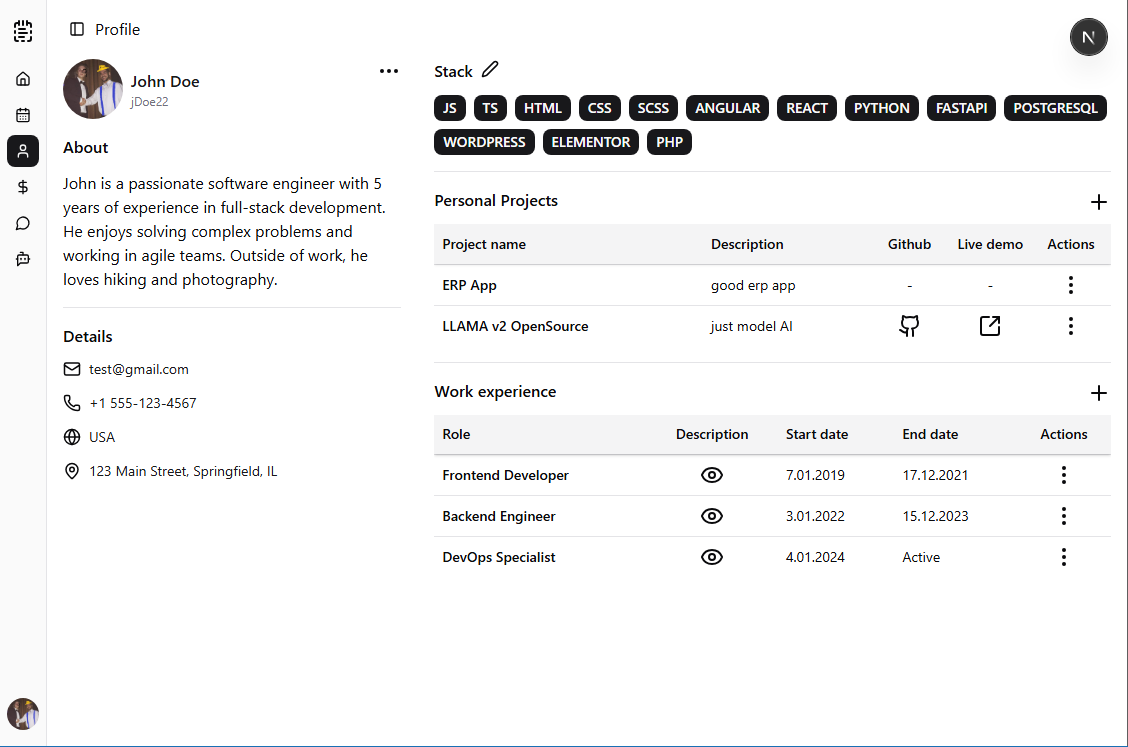 Profile
N
John Doe
jDoe22
About
John is a passionate software engineer with 5
years of experience in full-stack development.
He enjoys solving complex problems and
working in agile teams. Outside of work, he
loves hiking and photography.
Details
test@gmail.com
+1 555-123-4567
USA
123 Main Street, Springfield, IL
Stack
JS TS HTML CSS SCSS ANGULAR REACT PYTHON FASTAPI POSTGRESQL
WORDPRESS ELEMENTOR PHP
Personal Projects
Project name Description Github Live demo Actions
ERP App good erp app - -
LLAMA v2 OpenSource just model AI
Work experience
Role Description Start date End date Actions
Frontend Developer 7.01.2019 17.12.2021
Backend Engineer 3.01.2022 15.12.2023
DevOps Specialist 4.01.2024 Active